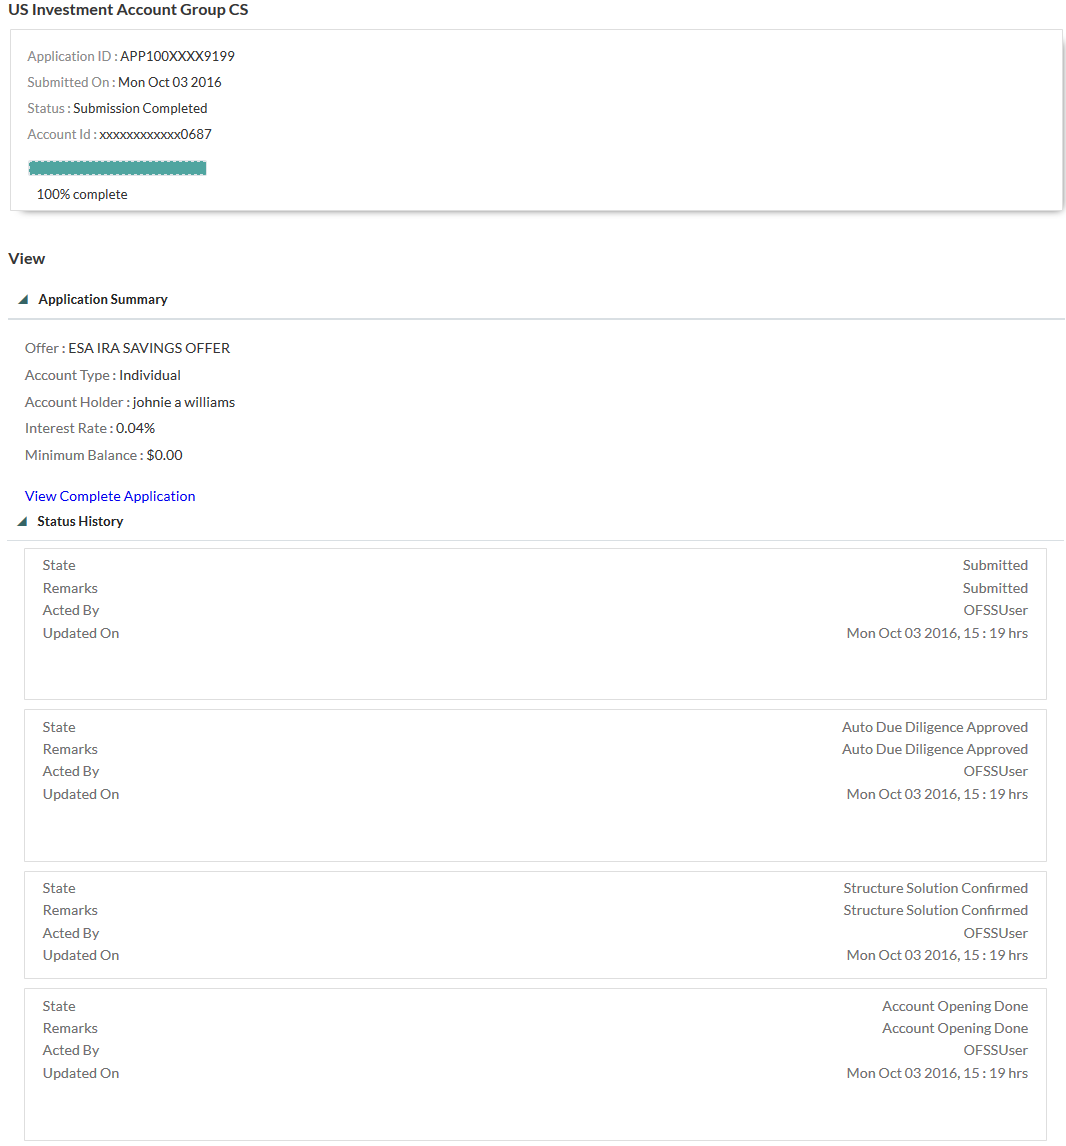 US Investment Account Group CS
Application ID : APP100XXXX9199
Submitted On : Mon Oct 03 2016
Status : Submission Completed
Account Id : xxxxxxxxxxxx0687
100% complete
View
Application Summary
Offer : ESA IRA SAVINGS OFFER
Account Type : Individual
Account Holder : johnie a williams
Interest Rate : 0.04%
Minimum Balance : $0.00
View Complete Application
Status History
State Submitted
Remarks Submitted
Acted By OFSSUser
Updated On Mon Oct 03 2016, 15 : 19 hrs
State Auto Due Diligence Approved
Remarks Auto Due Diligence Approved
Acted By OFSSUser
Updated On Mon Oct 03 2016, 15 : 19 hrs
State Structure Solution Confirmed
Remarks Structure Solution Confirmed
Acted By OFSSUser
Updated On Mon Oct 03 2016, 15 : 19 hrs
State Account Opening Done
Remarks Account Opening Done
Acted By OFSSUser
Updated On Mon Oct 03 2016, 15 : 19 hrs